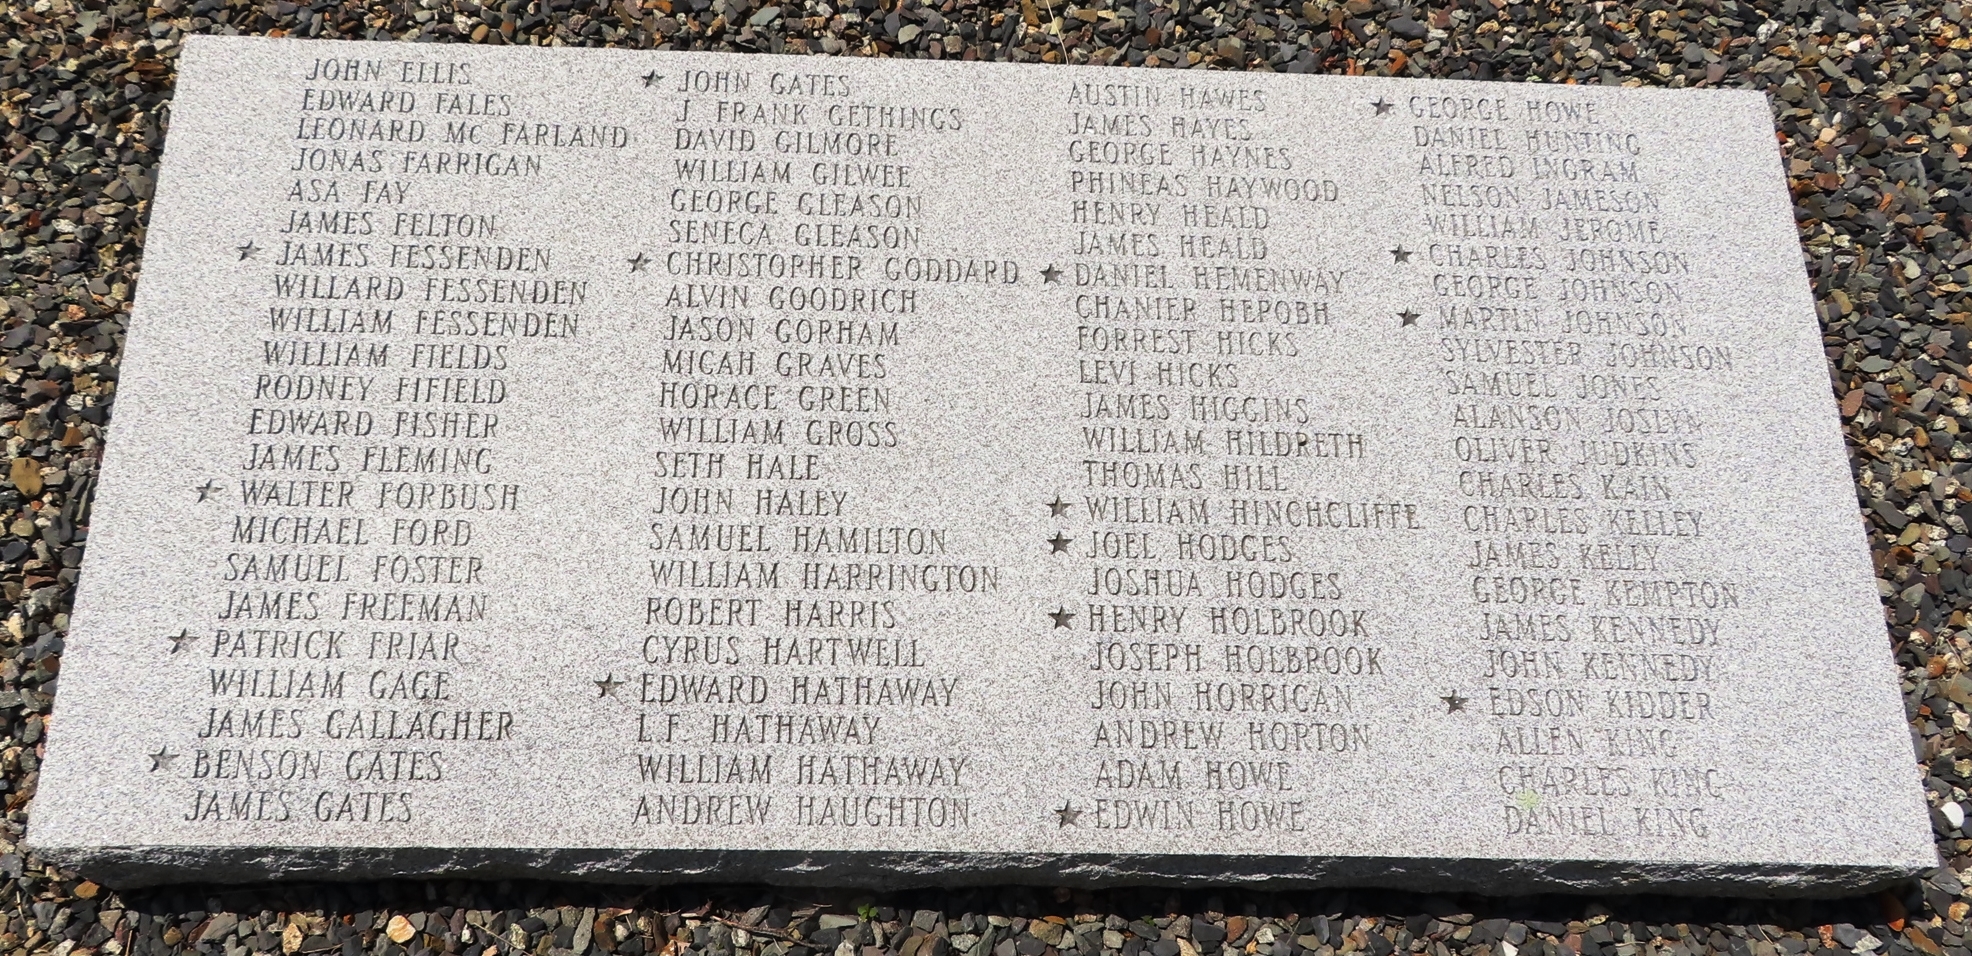 JOHN ELLIS
EDWARD FALES
LEONARD MC FARLAND
JONAS FARRIGAN
ASA FAY
JAMES FELTON
★ JAMES FESSENDEN
WILLARD FESSENDEN
WILLIAM FESSENDEN
WILLIAM FIELDS
RODNEY FIFIELD
EDWARD FISHER
JAMES FLEMING
★ WALTER FORBUSH
MICHAEL FORD
SAMUEL FOSTER
JAMES FREEMAN
★ PATRICK FRIAR
WILLIAM GAGE
JAMES GALLAGHER
★ BENSON GATES
JAMES GATES
★ JOHN GATES
J FRANK GETHINGS
DAVID GILMORE
WILLIAM GILWEE
GEORGE GLEASON
SENECA GLEASON
★ CHRISTOPHER GODDARD
ALVIN GOODRICH
JASON GORHAM
MICAH GRAVES
HORACE GREEN
WILLIAM GROSS
SETH HALE
JOHN HALEY
SAMUEL HAMILTON
WILLIAM HARRINGTON
ROBERT HARRIS
CYRUS HARTWELL
★ EDWARD HATHAWAY
L.F. HATHAWAY
WILLIAM HATHAWAY
ANDREW HAUGHTON
AUSTIN HAWES
JAMES HAYES
GEORGE HAYNES
PHINEAS HAYWOOD
HENRY HEALD
JAMES HEALD
★ DANIEL HEMENWAY
CHANIER HEPOBH
FORREST HICKS
LEVI HICKS
JAMES HIGGINS
WILLIAM HILDRETH
THOMAS HILL
★ WILLIAM HINCHCLIFFE
★ JOEL HODGES
JOSHUA HODGES
★ HENRY HOLBROOK
JOSEPH HOLBROOK
JOHN HORRIGAN
ANDREW HORTON
ADAM HOWE
★ EDWIN HOWE
★ GEORGE HOWE
DANIEL HUNTING
ALFRED INGRAM
NELSON JAMESON
WILLIAM JEROME
★ CHARLES JOHNSON
GEORGE JOHNSON
★ MARTIN JOHNSON
SYLVESTER JOHNSON
SAMUEL JONES
ALANSON JOSLYN
OLIVER JUDKINS
CHARLES KAIN
CHARLES KELLEY
JAMES KELLY
GEORGE KEMPTON
JAMES KENNEDY
JOHN KENNEDY
★ EDSON KIDDER
ALLEN KING
CHARLES KING
DANIEL KING